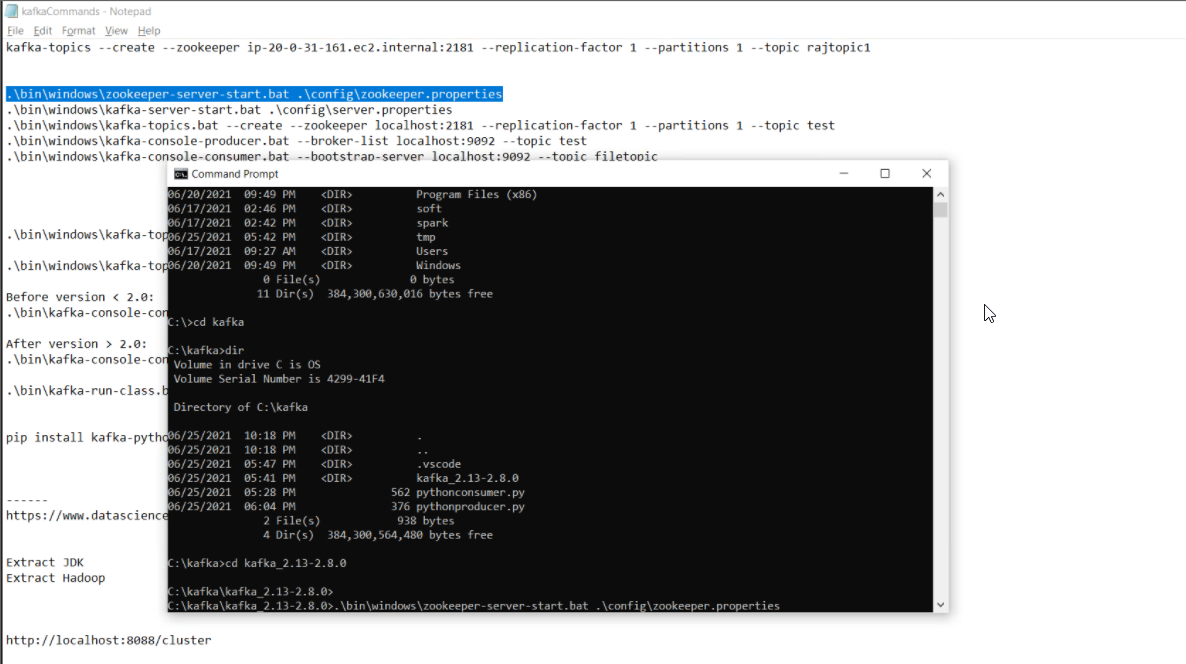 kafkaCommands - Notepad
File Edit Format View Help
kafka-topics --create --zookeeper ip-20-0-31-161.ec2.internal:2181 --replication-factor 1 --partitions 1 --topic rajtopic1
.\bin\windows\zookeeper-server-start.bat .\config\zookeeper.properties
.\bin\windows\kafka-server-start.bat .\config\server.properties
.\bin\windows\kafka-topics.bat --create --zookeeper localhost:2181 --replication-factor 1 --partitions 1 --topic test
.\bin\windows\kafka-console-producer.bat --broker-list localhost:9092 --topic test
.\bin\windows\kafka-console-consumer.bat --bootstrap-server localhost:9092 --topic filetopic
.\bin\windows\kafka-top
.\bin\windows\kafka-top
Before version < 2.0:
.\bin\kafka-console-con
After version > 2.0:
.\bin\kafka-console-con
.\bin\kafka-run-class.b
pip install kafka-pytho
------
https://www.datascience
Extract JDK
Extract Hadoop
http://localhost:8088/cluster
Command Prompt
06/20/2021 09:49 PM <DIR> Program Files (x86)
06/17/2021 02:46 PM <DIR> soft
06/17/2021 02:42 PM <DIR> spark
06/25/2021 05:42 PM <DIR> tmp
06/17/2021 09:27 AM <DIR> Users
06/20/2021 09:49 PM <DIR> Windows
0 File(s) 0 bytes
11 Dir(s) 384,300,630,016 bytes free
C:\>cd kafka
C:\kafka>dir
Volume in drive C is OS
Volume Serial Number is 4299-41F4
Directory of C:\kafka
06/25/2021 10:18 PM <DIR> .
06/25/2021 10:18 PM <DIR> ..
06/25/2021 05:47 PM <DIR> .vscode
06/25/2021 05:41 PM <DIR> kafka_2.13-2.8.0
06/25/2021 05:28 PM 562 pythonconsumer.py
06/25/2021 06:04 PM 376 pythonproducer.py
2 File(s) 938 bytes
4 Dir(s) 384,300,564,480 bytes free
C:\kafka>cd kafka_2.13-2.8.0
C:\kafka\kafka_2.13-2.8.0>
C:\kafka\kafka_2.13-2.8.0>.\bin\windows\zookeeper-server-start.bat .\config\zookeeper.properties